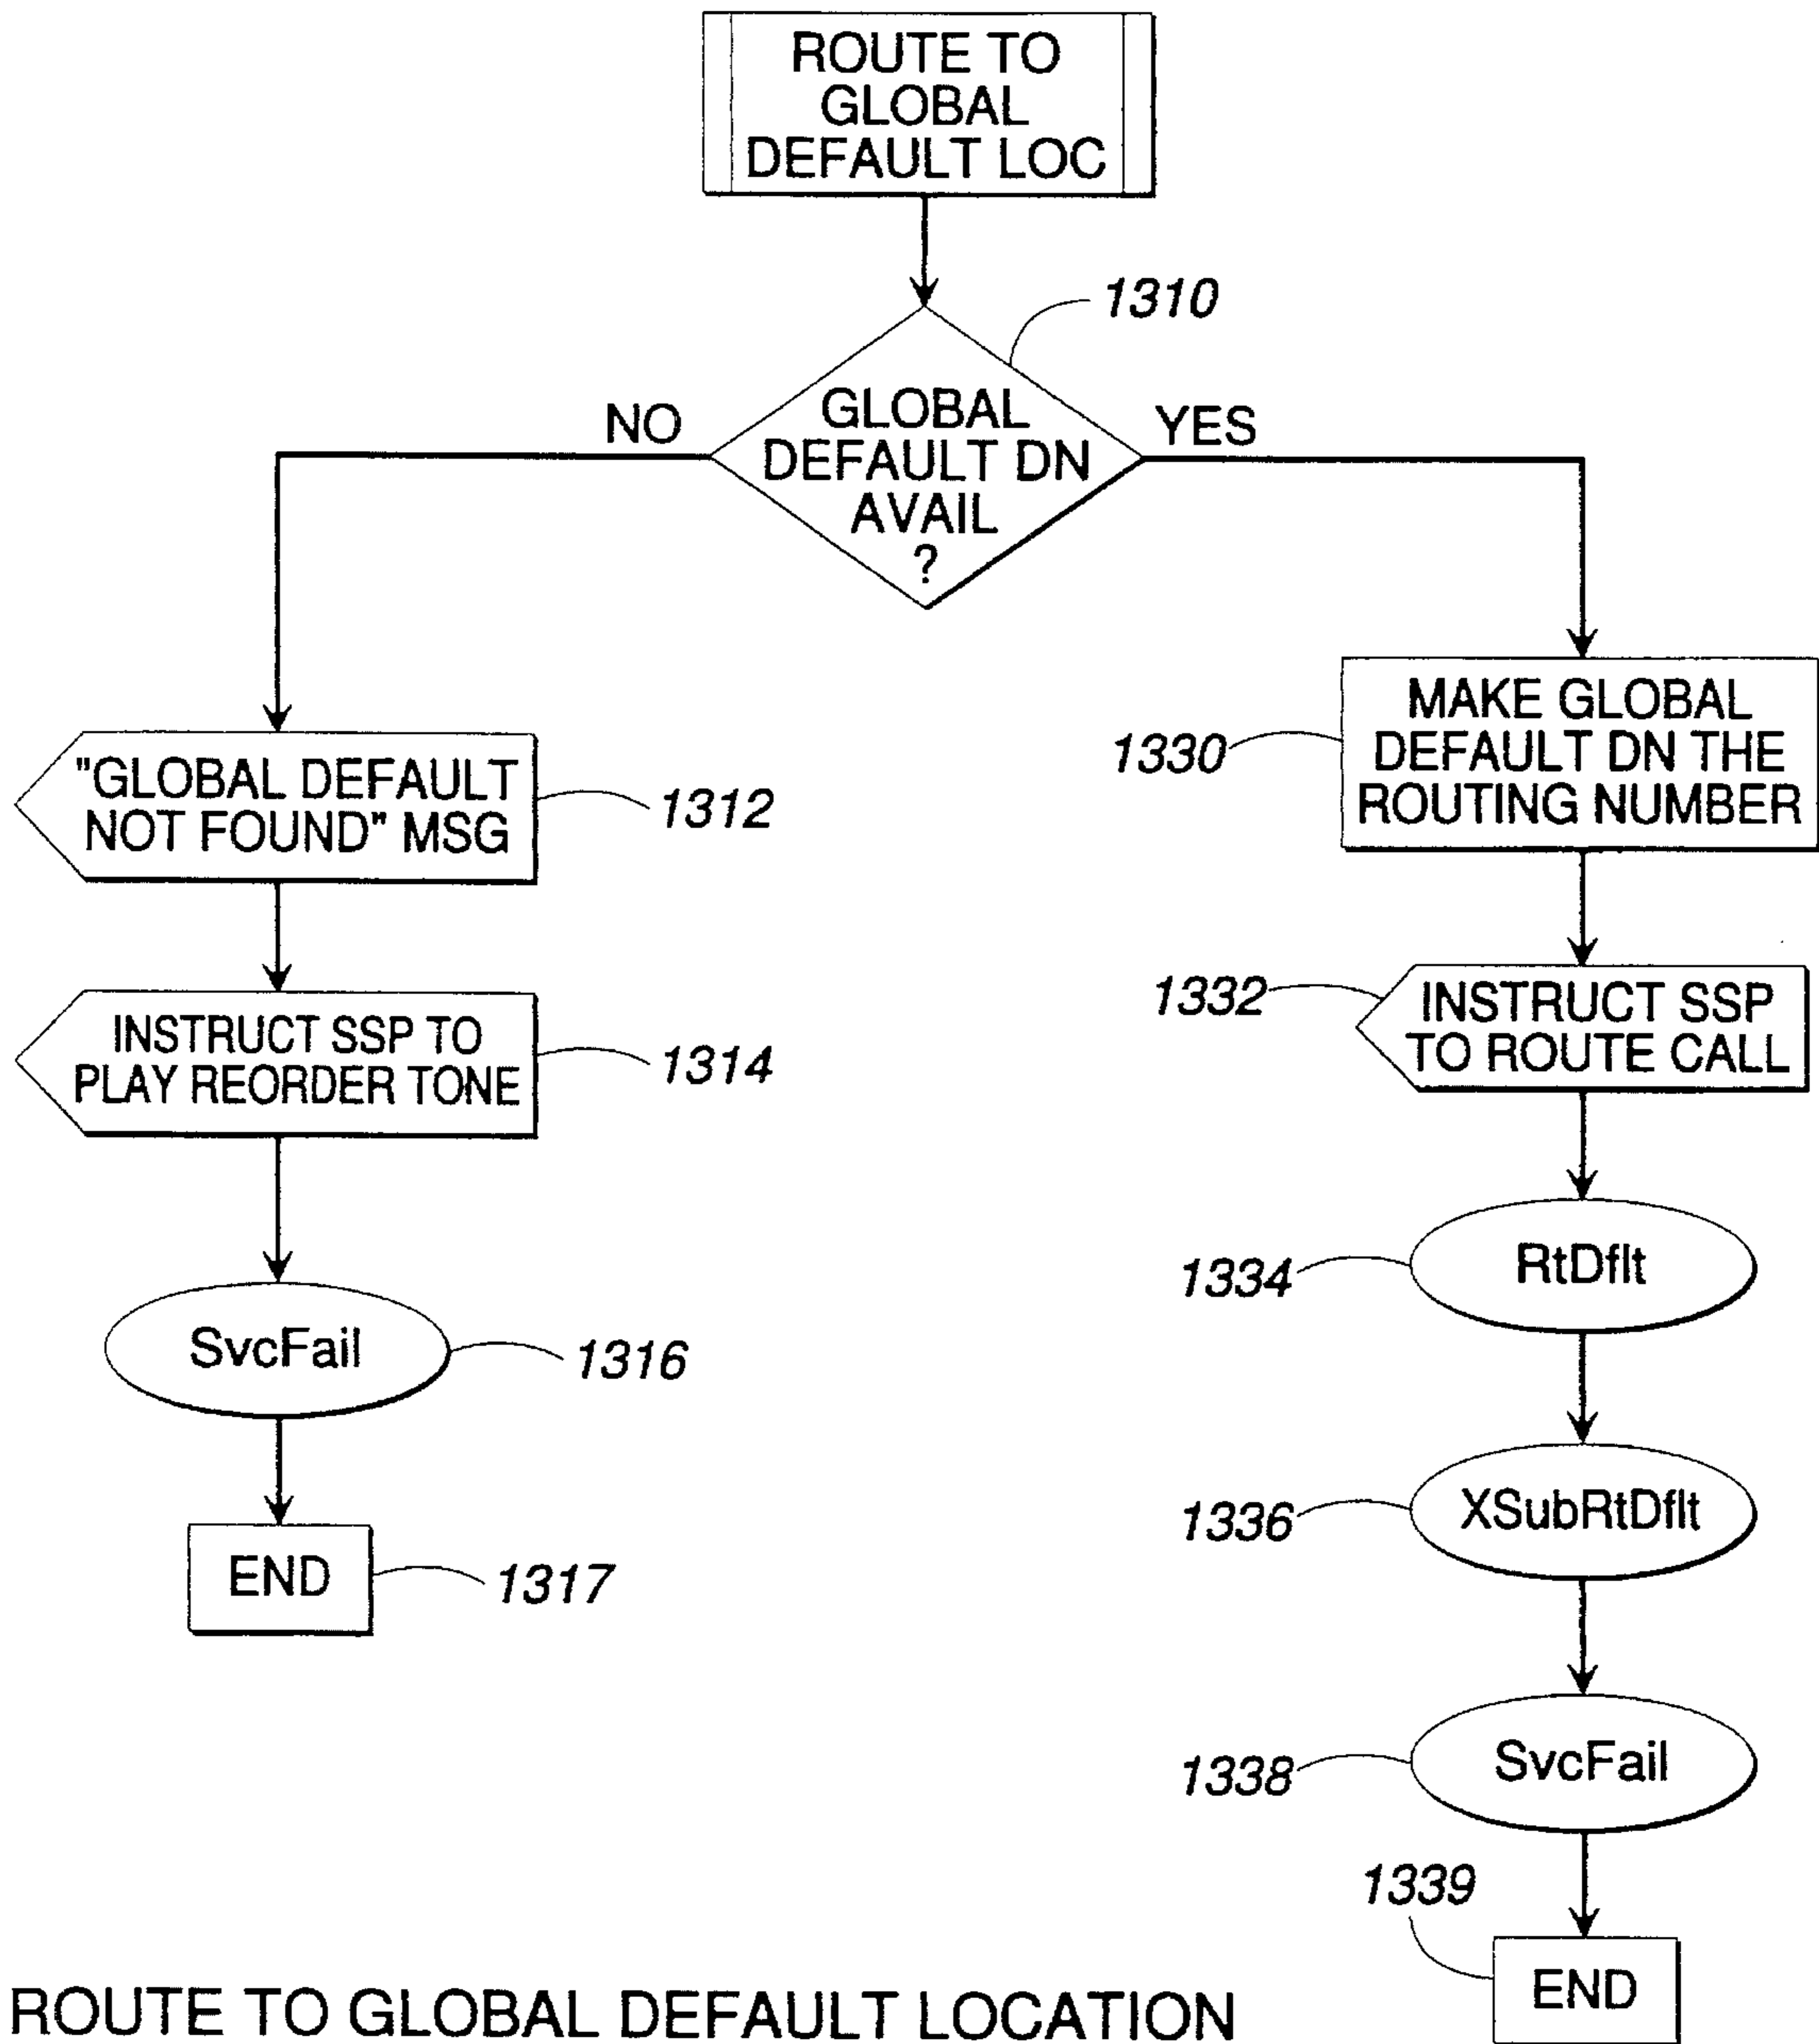 ROUTE TO
GLOBAL
DEFAULT LOC
1310
GLOBAL
DEFAULT DN
AVAIL
?
NO
YES
"GLOBAL DEFAULT
NOT FOUND" MSG
1312
INSTRUCT SSP TO
PLAY REORDER TONE
1314
SvcFail
1316
END
1317
MAKE GLOBAL
DEFAULT DN THE
ROUTING NUMBER
1330
INSTRUCT SSP
TO ROUTE CALL
1332
RtDflt
1334
XSubRtDflt
1336
SvcFail
1338
END
1339
ROUTE TO GLOBAL DEFAULT LOCATION